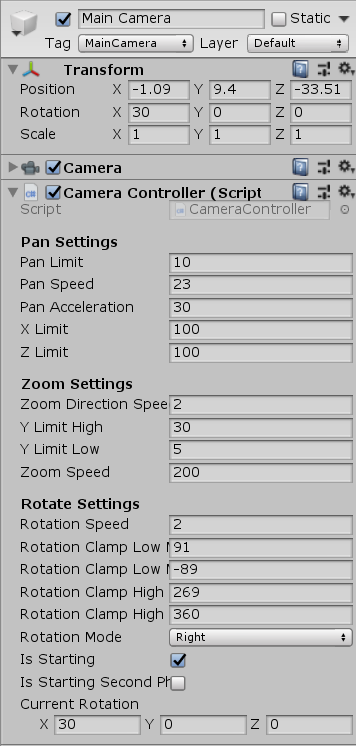 Main Camera Static
Tag MainCamera Layer Default
Transform
Position X -1.09 Y 9.4 Z -33.51
Rotation X 30 Y 0 Z 0
Scale X 1 Y 1 Z 1
Camera
Camera Controller (Script
Script CameraController
Pan Settings
Pan Limit 10
Pan Speed 23
Pan Acceleration 30
X Limit 100
Z Limit 100
Zoom Settings
Zoom Direction Spee 2
Y Limit High 30
Y Limit Low 5
Zoom Speed 200
Rotate Settings
Rotation Speed 2
Rotation Clamp Low M 91
Rotation Clamp Low M -89
Rotation Clamp High 269
Rotation Clamp High 360
Rotation Mode Right
Is Starting
Is Starting Second Ph
Current Rotation
X 30 Y 0 Z 0